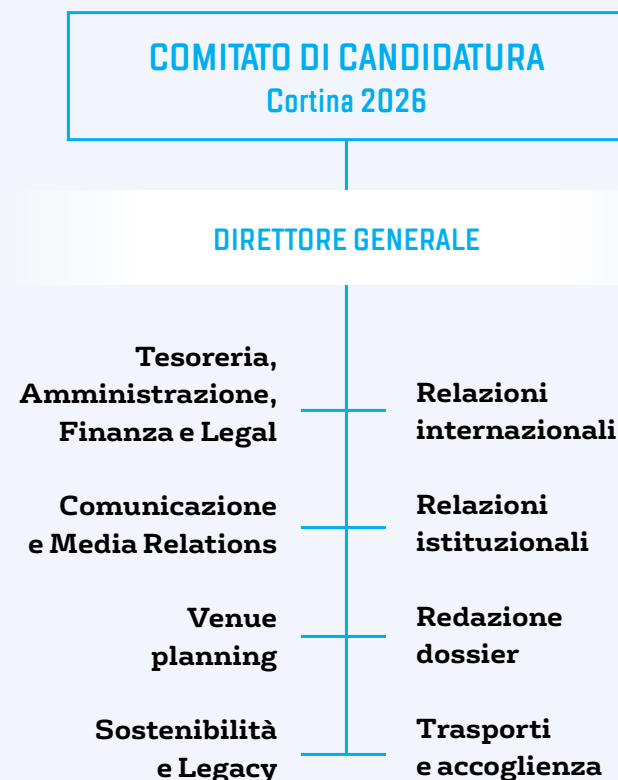 COMITATO DI CANDIDATURA
Cortina 2026
DIRETTORE GENERALE
Tesoreria,
Amministrazione,
Finanza e Legal
Relazioni
internazionali
Comunicazione
e Media Relations
Relazioni
istituzionali
Venue
planning
Redazione
dossier
Sostenibilità
e Legacy
Trasporti
e accoglienza